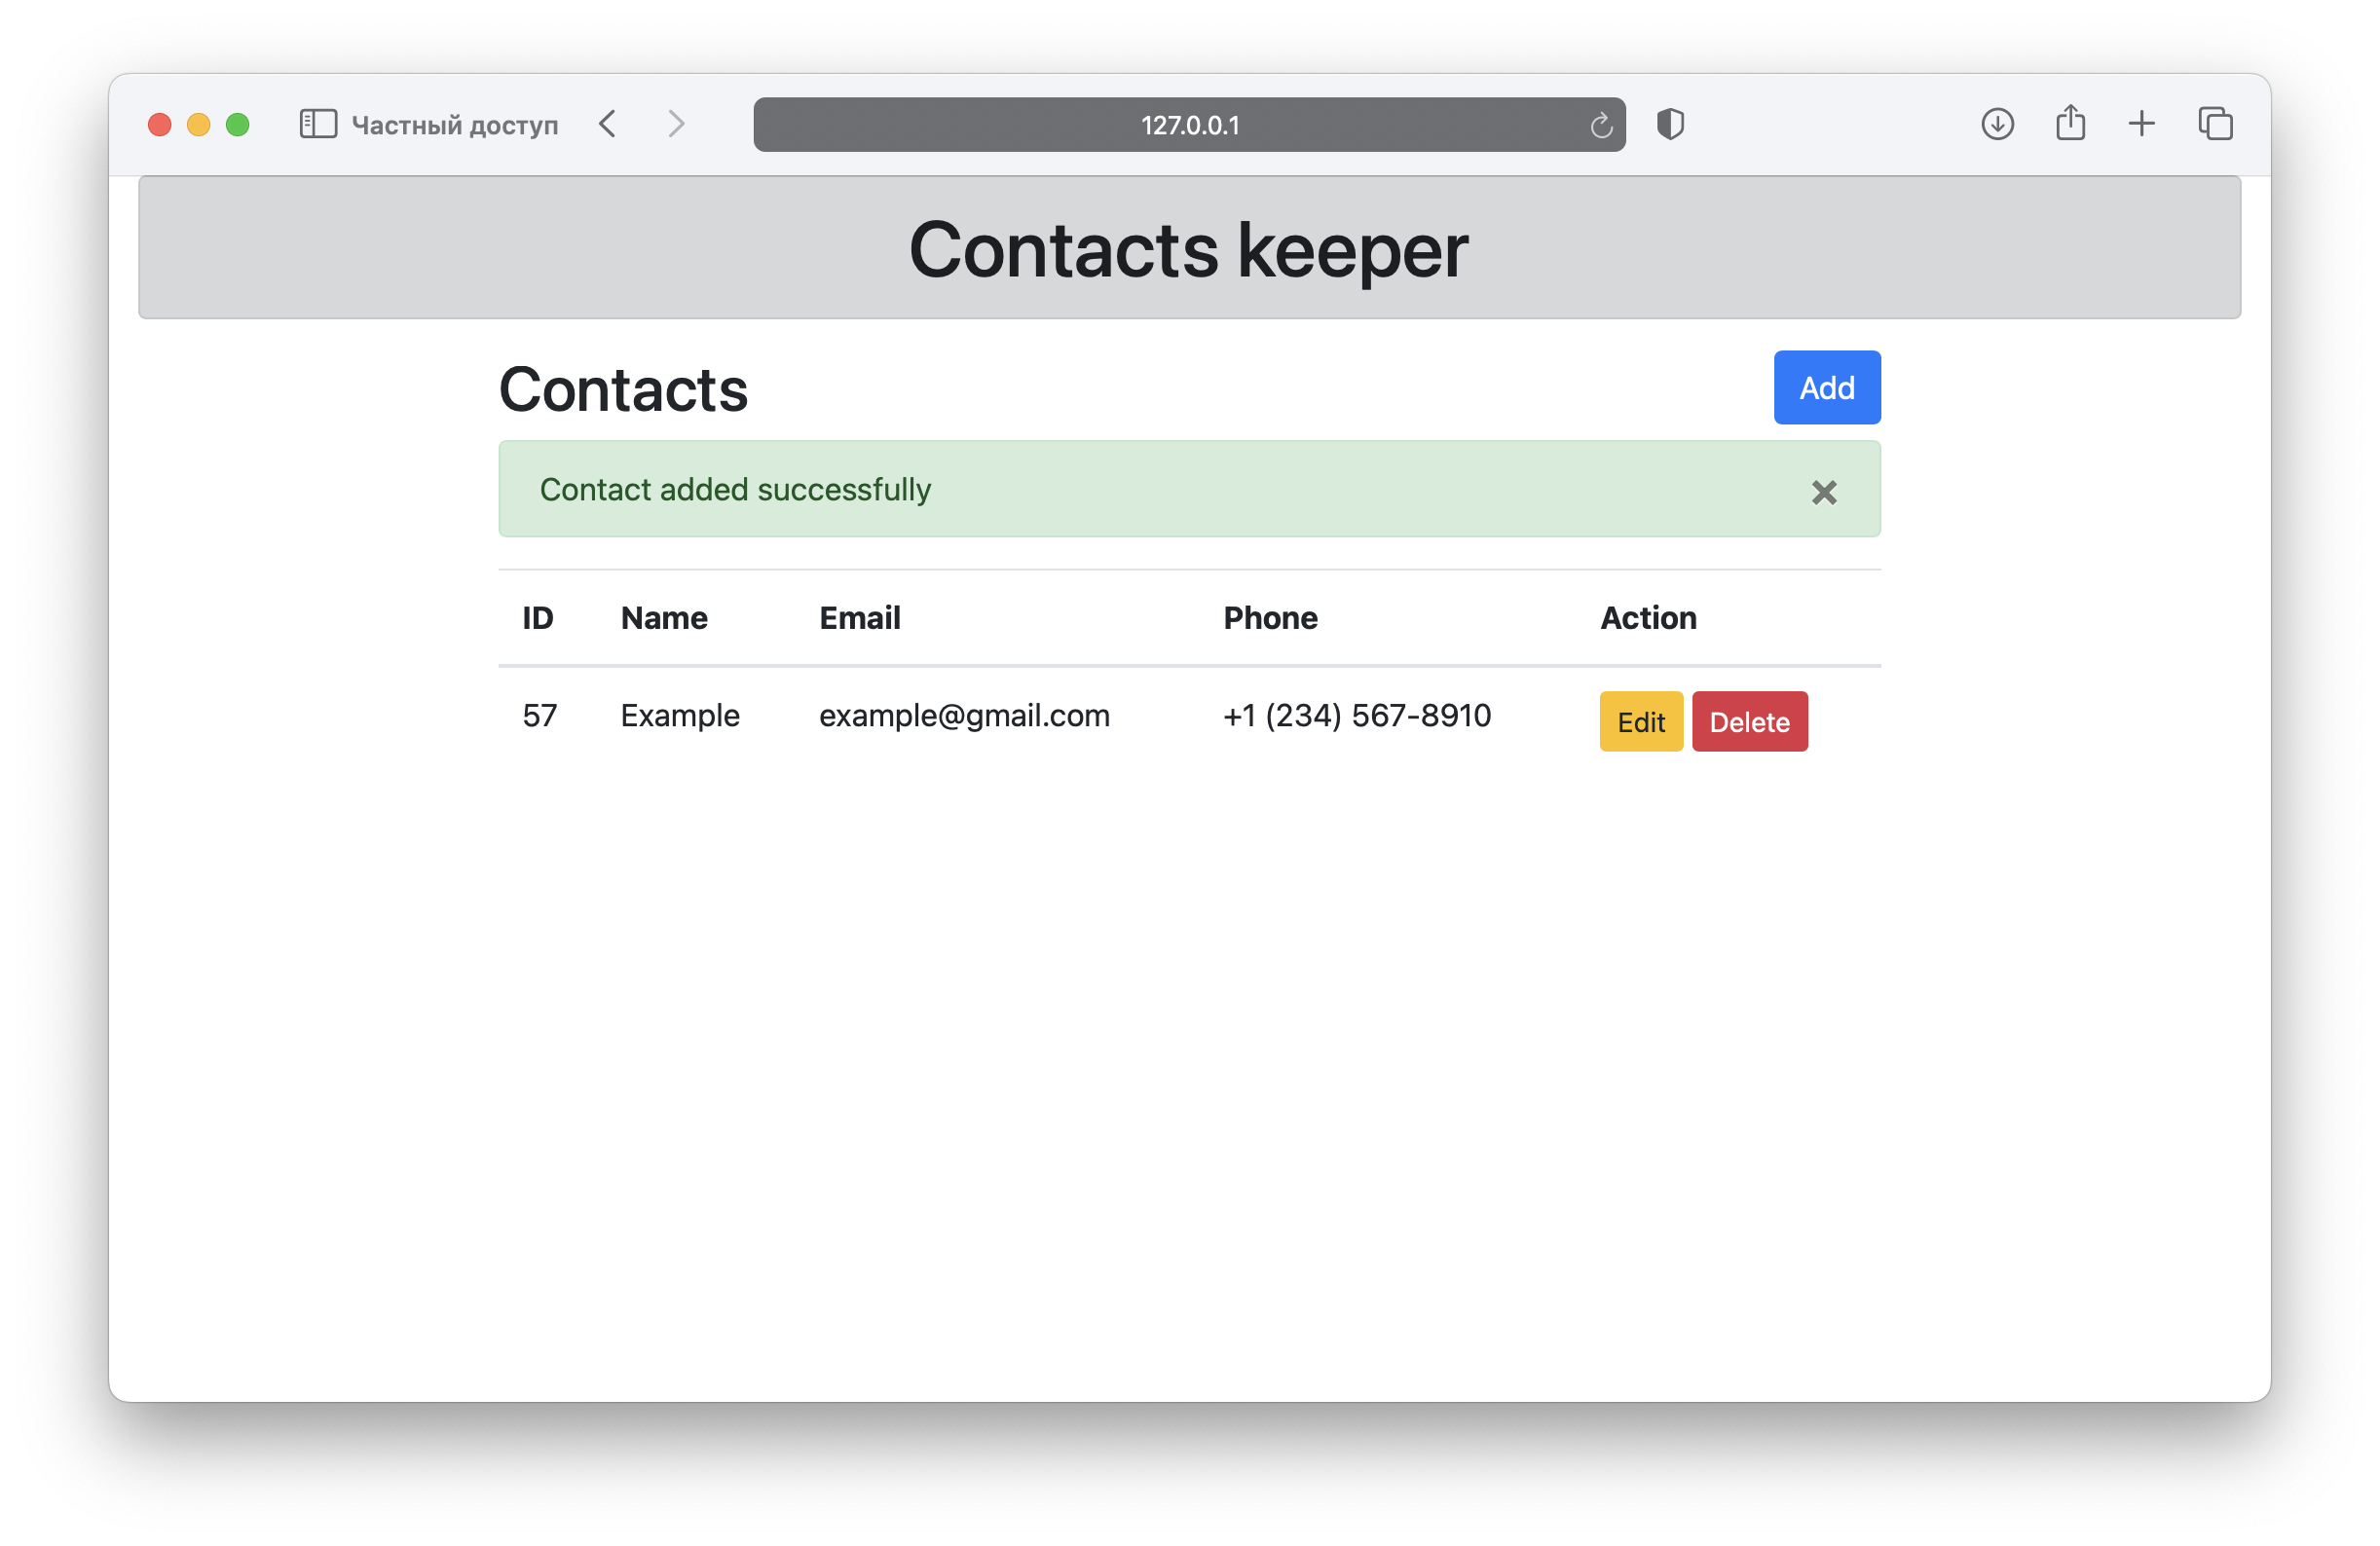 Частный доступ
127.0.0.1
Contacts keeper
Contacts
Add
Contact added successfully
ID Name Email Phone Action
57 Example example@gmail.com +1 (234) 567-8910 Edit Delete